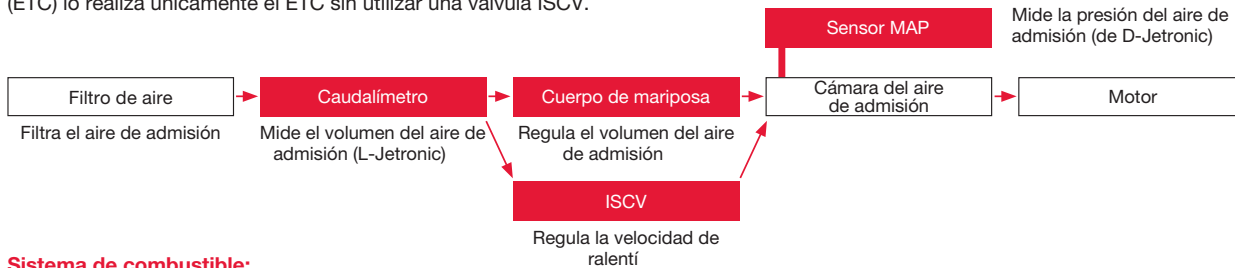 (ETC) lo realiza únicamente el ETC sin utilizar una válvula ISCV.
Sensor MAP
Mide la presión del aire de
admisión (de D-Jetronic)
Filtro de aire
Filtra el aire de admisión
Caudalímetro
Mide el volumen del aire de
admisión (L-Jetronic)
Cuerpo de mariposa
Regula el volumen del aire
de admisión
Cámara del aire
de admisión
Motor
ISCV
Regula la velocidad de
ralentí
Sistema de combustible: